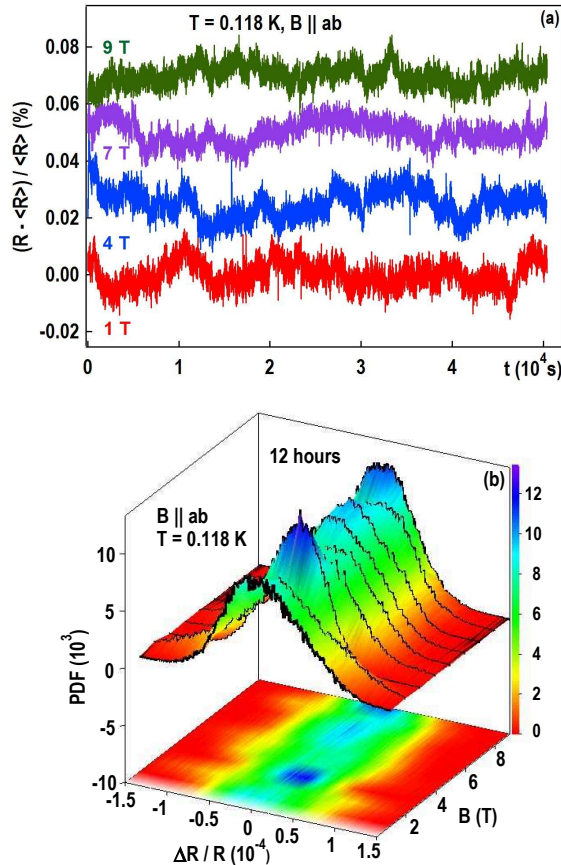 T = 0.118 K, B || ab
(a)
(R - <R>) / <R> (%)
0.08
0.06
0.04
0.02
0.00
-0.02
9 T
7 T
4 T
1 T
0 1 2 3 4 t (10⁴s)
12 hours
(b)
B || ab
T = 0.118 K
PDF (10³)
10
5
0
-5
-10
-1.5 -1 -0.5 0 0.5 1 1.5
ΔR / R (10⁻⁴)
2 4 6 8
B (T)
12
10
8
6
4
2
0